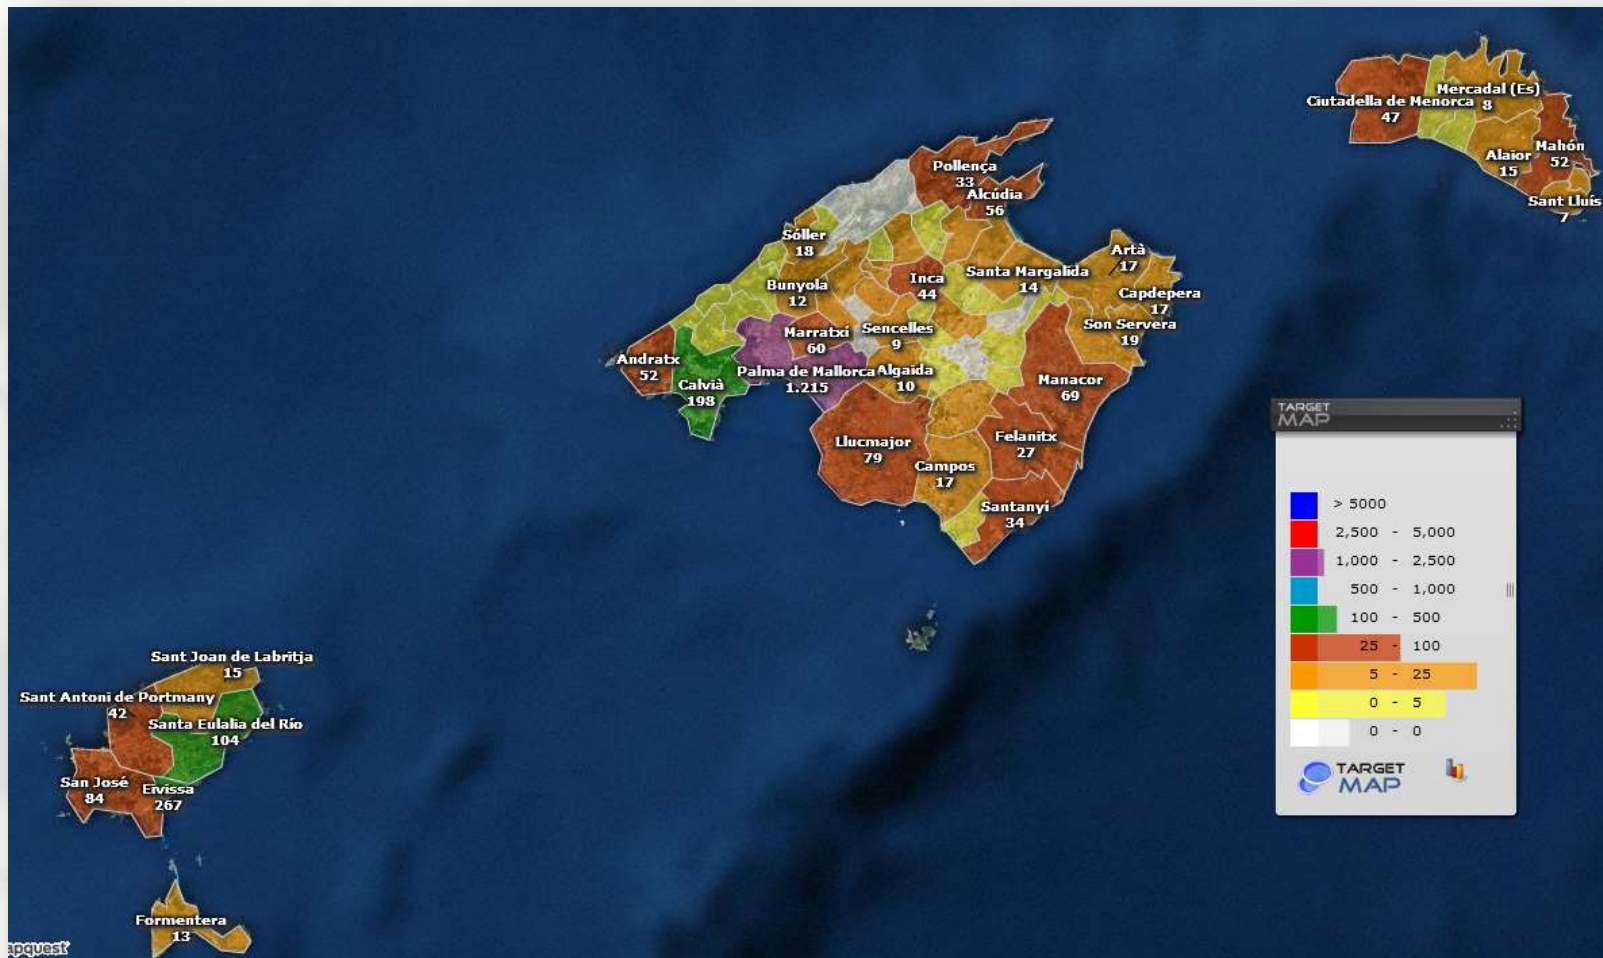 Mercadal (Es)
8
Ciutadella de Menorca
47
Mahón
52
Alaior
15
Sant Lluís
7
Pollença
33
Alcúdia
56
Sóller
18
Artà
17
Inca
44
Santa Margalida
14
Bunyola
12
Capdepera
17
Marratxí
60
Sencelles
9
Son Servera
19
Andratx
52
Palma de Mallorca
1.215
Algaida
10
Calvià
198
Manacor
69
Llucmajor
79
Felanitx
27
Campos
17
Santanyí
34
TARGET
MAP
> 5000
2,500 - 5,000
1,000 - 2,500
500 - 1,000
100 - 500
25 - 100
5 - 25
0 - 5
0 - 0
TARGET
MAP
Sant Joan de Labritja
15
Sant Antoni de Portmany
42
Santa Eulalia del Río
104
San José
84
Eivissa
267
Formentera
13
apquest